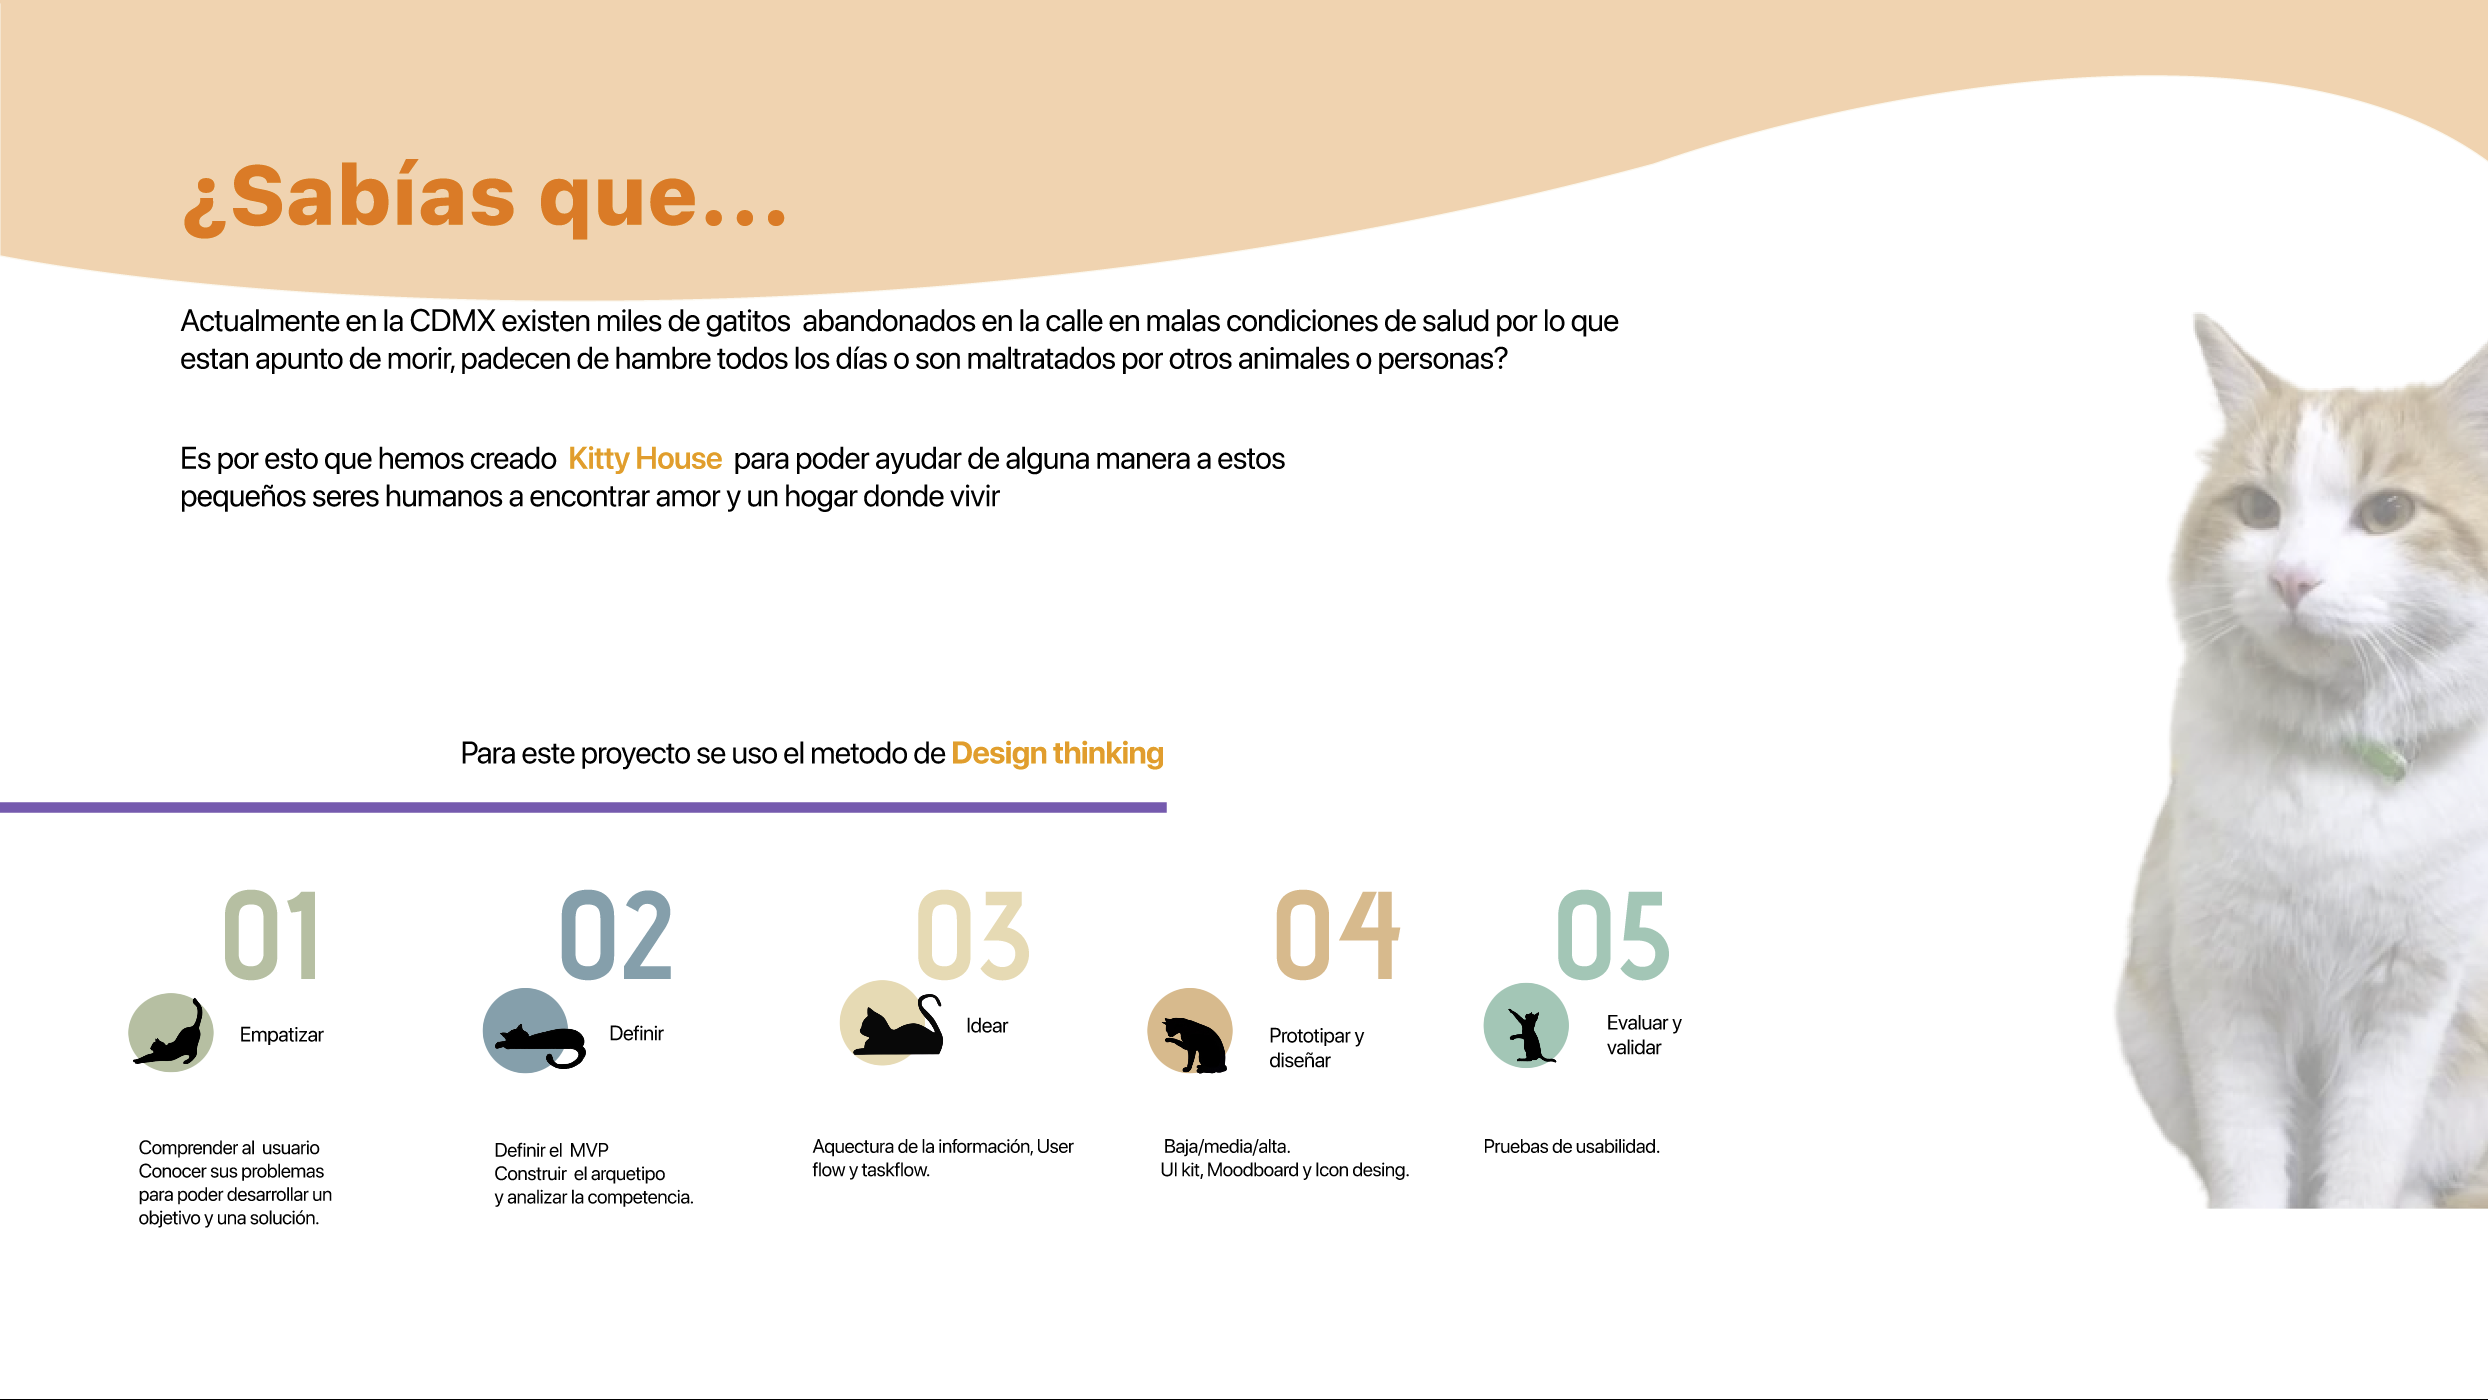 ¿Sabías que...
Actualmente en la CDMX existen miles de gatitos  abandonados en la calle en malas condiciones de salud por lo que
estan apunto de morir, padecen de hambre todos los días o son maltratados por otros animales o personas?
Es por esto que hemos creado  Kitty House  para poder ayudar de alguna manera a estos
pequeños seres humanos a encontrar amor y un hogar donde vivir
Para este proyecto se uso el metodo de Design thinking
01
Empatizar
Comprender al  usuario
Conocer sus problemas
para poder desarrollar un
objetivo y una solución.
02
Definir
Definir el  MVP
Construir  el arquetipo
y analizar la competencia.
03
Idear
Aquectura de la información, User
flow y taskflow.
04
Prototipar y
diseñar
Baja/media/alta.
UI kit, Moodboard y Icon desing.
05
Evaluar y
validar
Pruebas de usabilidad.